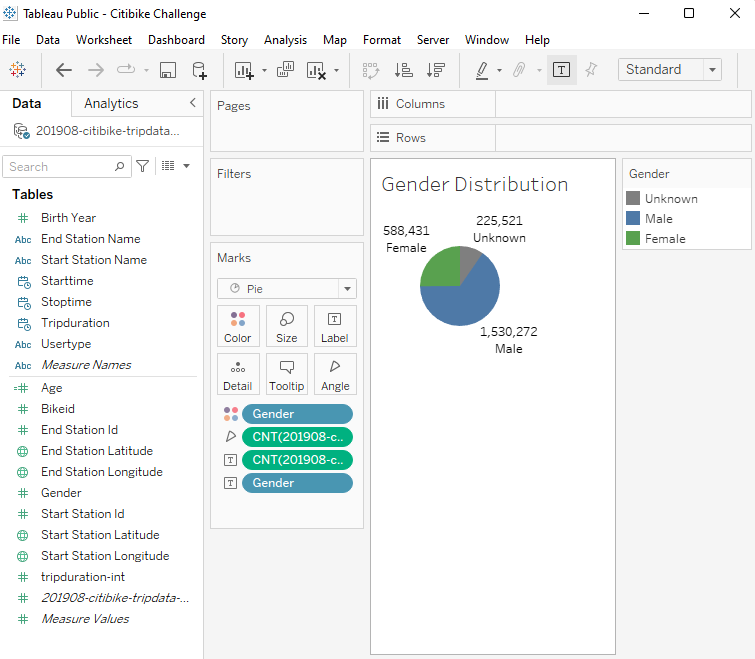 Tableau Public - Citibike Challenge
File Data Worksheet Dashboard Story Analysis Map Format Server Window Help
Standard
Data Analytics
201908-citibike-tripdata...
Search
Tables
Birth Year
Abc End Station Name
Abc Start Station Name
Starttime
Stoptime
Tripduration
Abc Usertype
Abc Measure Names
Age
Bikeid
End Station Id
End Station Latitude
End Station Longitude
Gender
Start Station Id
Start Station Latitude
Start Station Longitude
tripduration-int
201908-citibike-tripdata-...
Measure Values
Pages
Filters
Marks
Pie
Color Size Label
Detail Tooltip Angle
Gender
CNT(201908-c..
CNT(201908-c..
Gender
Columns
Rows
Gender Distribution
225,521
Unknown
588,431
Female
1,530,272
Male
Gender
Unknown
Male
Female